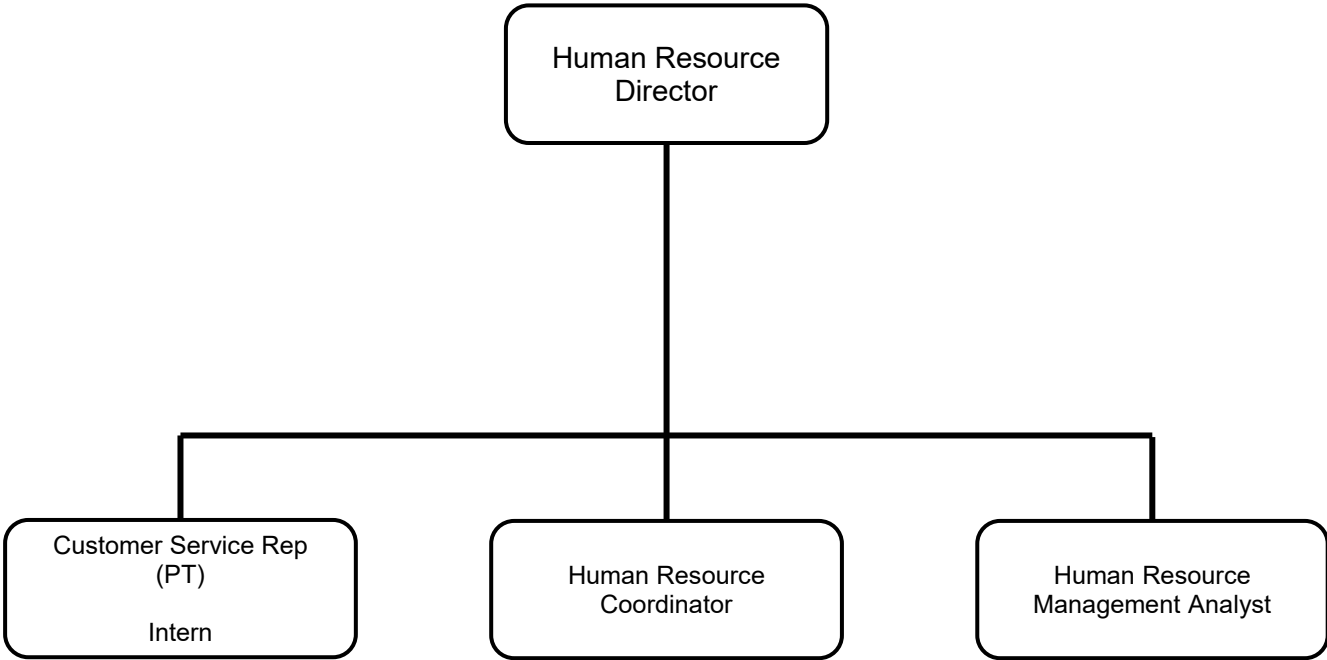 Human Resource
Director
Customer Service Rep
(PT)
Intern
Human Resource
Coordinator
Human Resource
Management Analyst